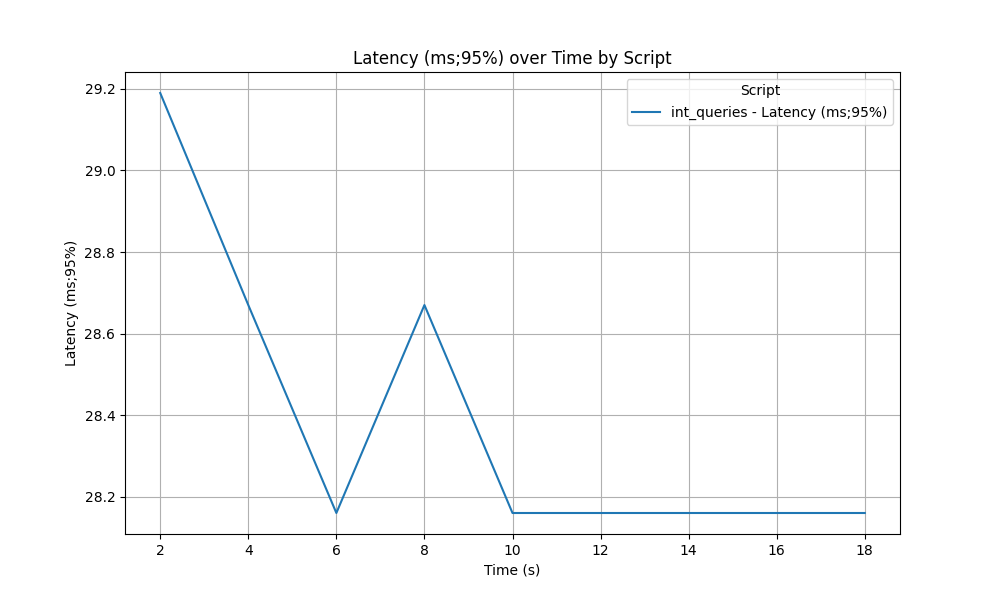 Latency (ms;95%) over Time by Script
Script
int_queries - Latency (ms;95%)
Latency (ms;95%)
29.2
29.0
28.8
28.6
28.4
28.2
2 4 6 8 10 12 14 16 18
Time (s)